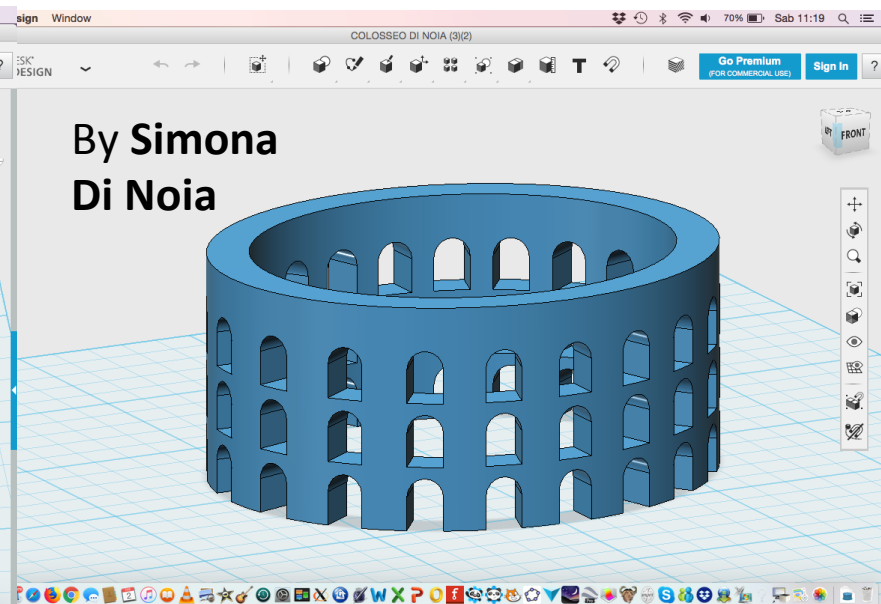 sign Window 70% Sab 11:19
COLOSSEO DI NOIA (3)(2)
ESK®
DESIGN
T
Go Premium
(FOR COMMERCIAL USE)
Sign In
?
?
By Simona
Di Noia
FRONT